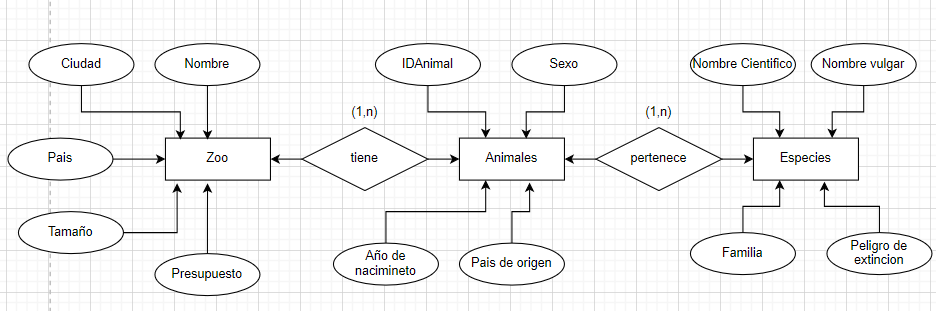 Ciudad
Nombre
IDAnimal
Sexo
Nombre Cientifico
Nombre vulgar
(1,n)
(1,n)
Pais
Zoo
tiene
Animales
pertenece
Especies
Tamaño
Presupuesto
Año de
nacimineto
Pais de origen
Familia
Peligro de
extincion